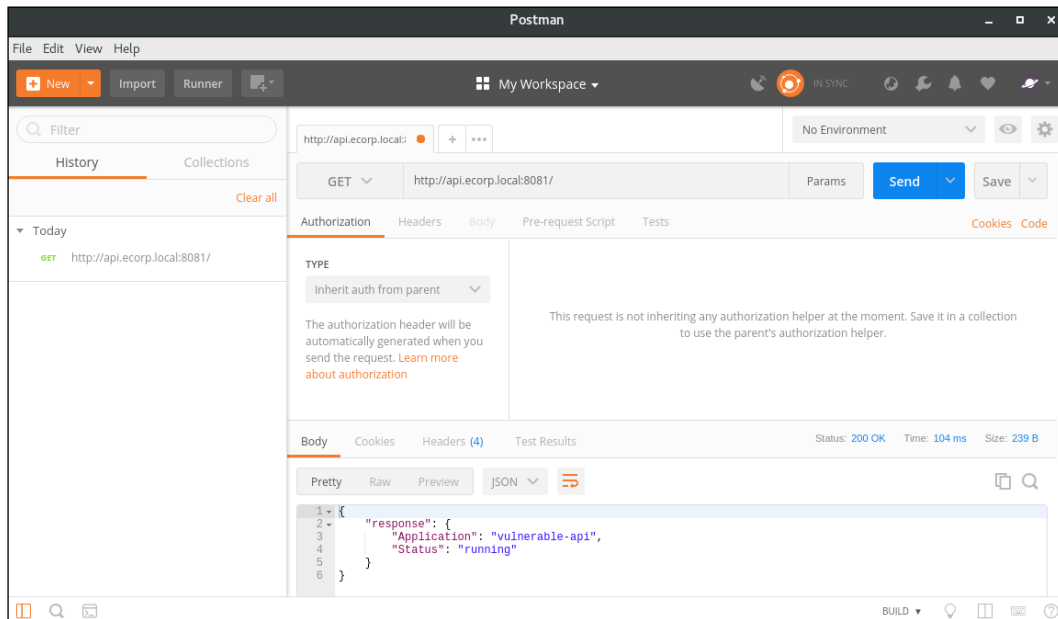 Postman
File Edit View Help
New Import Runner My Workspace IN SYNC
Filter
History Collections
Clear all
Today
GET http://api.ecorp.local:8081/
http://api.ecorp.local:8 + ••• No Environment
GET http://api.ecorp.local:8081/ Params Send Save
Authorization Headers Body Pre-request Script Tests Cookies Code
TYPE
Inherit auth from parent
The authorization header will be
automatically generated when you
send the request. Learn more
about authorization
This request is not inheriting any authorization helper at the moment. Save it in a collection
to use the parent's authorization helper.
Body Cookies Headers (4) Test Results Status: 200 OK Time: 104 ms Size: 239 B
Pretty Raw Preview JSON
1 {
2 "response": {
3 "Application": "vulnerable-api",
4 "Status": "running"
5 }
6 }
BUILD